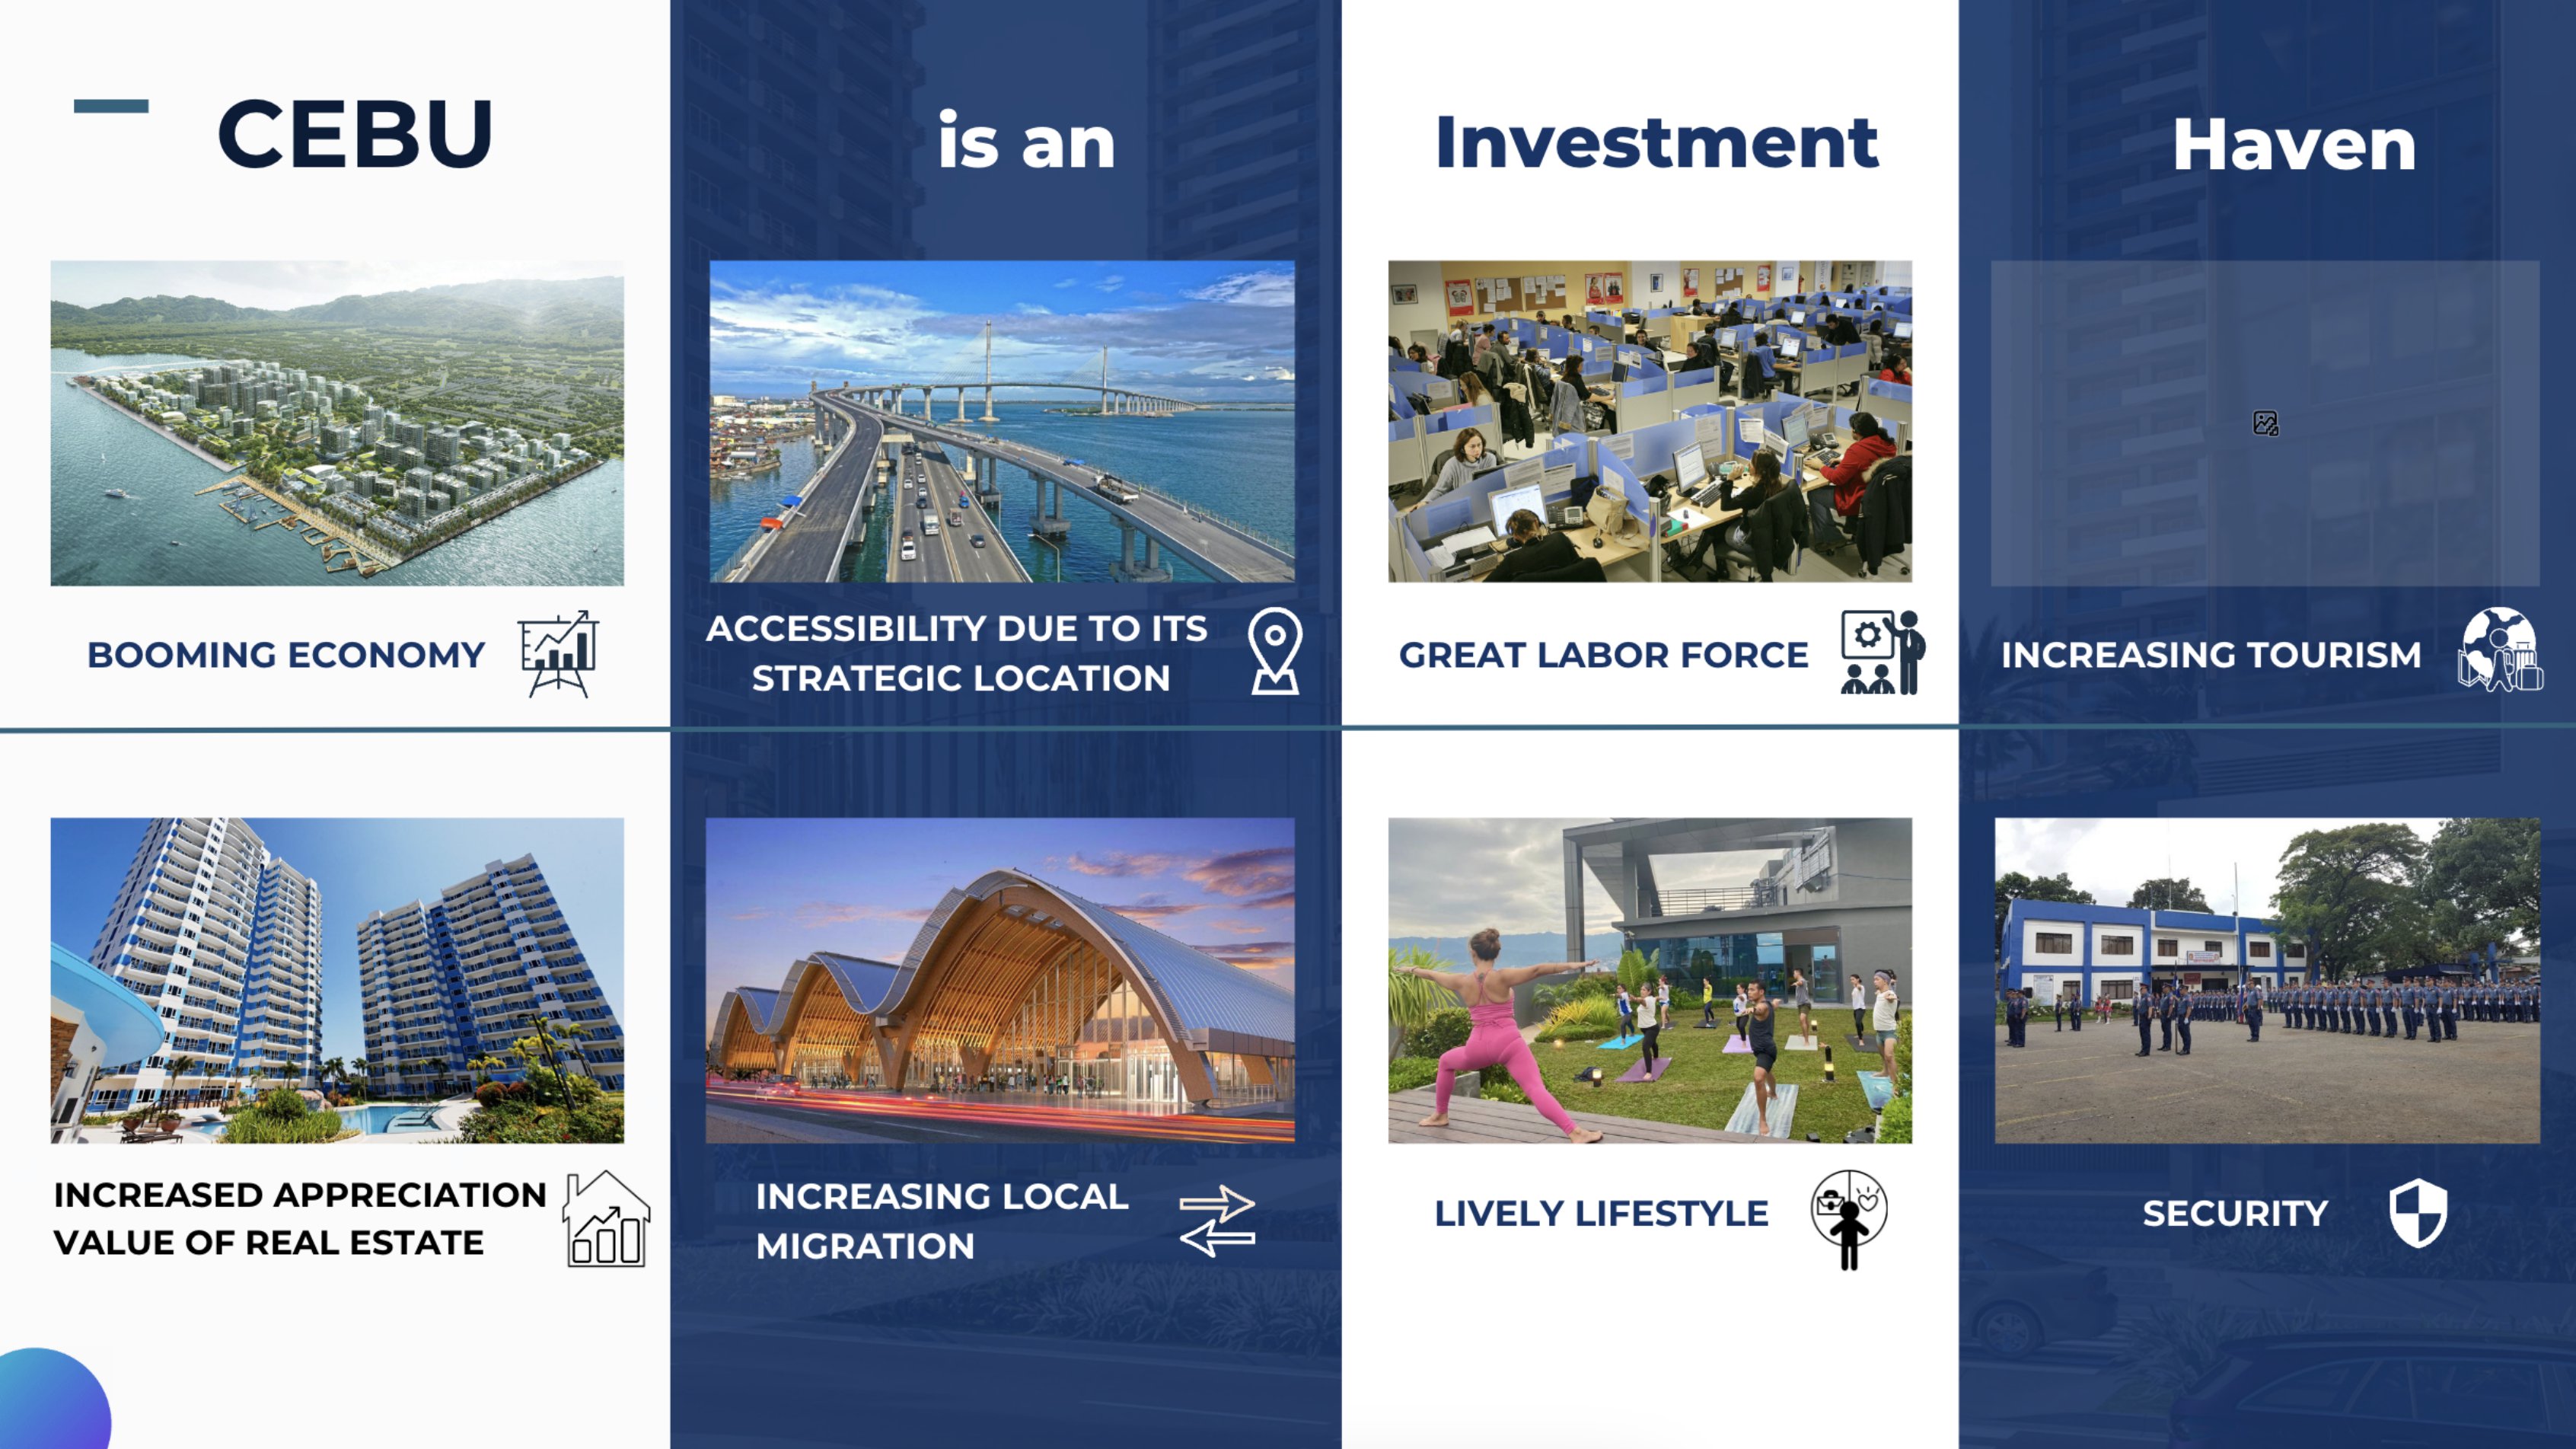 CEBU
is an
Investment
Haven
BOOMING ECONOMY
ACCESSIBILITY DUE TO ITS
STRATEGIC LOCATION
GREAT LABOR FORCE
INCREASING TOURISM
INCREASED APPRECIATION
VALUE OF REAL ESTATE
INCREASING LOCAL
MIGRATION
LIVELY LIFESTYLE
SECURITY